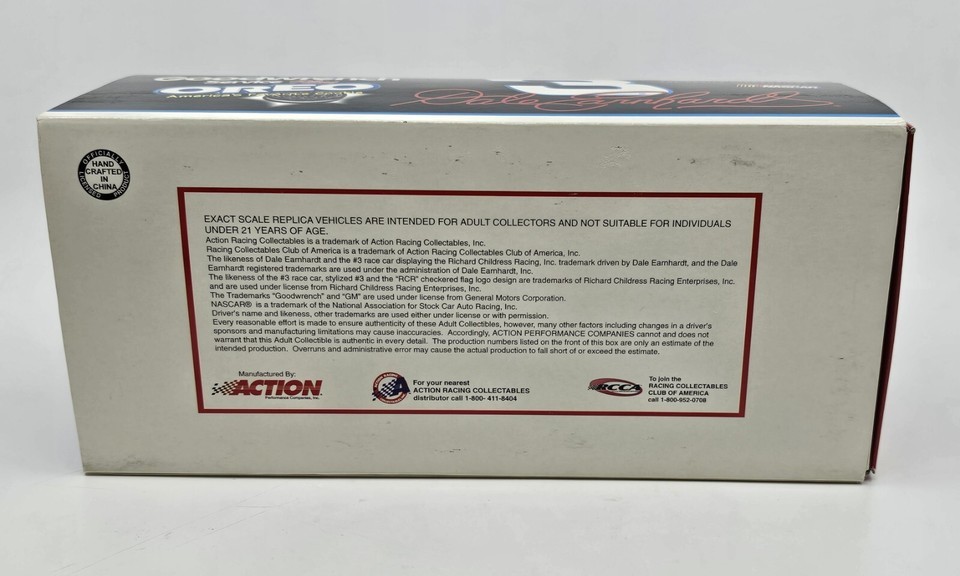 Goodwrench
Service Plus
OREO
Dale Earnhardt
OFFICIALLY
HAND
CRAFTED
IN
CHINA
LICENSED PRODUCT
EXACT SCALE REPLICA VEHICLES ARE INTENDED FOR ADULT COLLECTORS AND NOT SUITABLE FOR INDIVIDUALS
UNDER 21 YEARS OF AGE.
Action Racing Collectables is a trademark of Action Racing Collectables, Inc.
Racing Collectables Club of America is a trademark of Action Racing Collectables Club of America, Inc.
The likeness of Dale Earnhardt and the #3 race car displaying the Richard Childress Racing, Inc. trademark driven by Dale Earnhardt, and the Dale
Earnhardt registered trademarks are used under the administration of Dale Earnhardt, Inc.
The likeness of the #3 race car, stylized #3 and the "RCR" checkered flag logo design are trademarks of Richard Childress Racing Enterprises, Inc.
and are used under license from Richard Childress Racing Enterprises, Inc.
The Trademarks "Goodwrench" and "GM" are used under license from General Motors Corporation.
NASCAR® is a trademark of the National Association for Stock Car Auto Racing, Inc.
Driver's name and likeness, other trademarks are used either under license or with permission.
Every reasonable effort is made to ensure authenticity of these Adult Collectibles, however, many other factors including changes in a driver's
sponsors and manufacturing limitations may cause inaccuracies. Accordingly, ACTION PERFORMANCE COMPANIES cannot and does not
warrant that this Adult Collectible is authentic in every detail. The production numbers listed on the front of this box are only an estimate of the
intended production. Overruns and administrative error may cause the actual production to fall short of or exceed the estimate.
Manufactured By:
ACTION
Performance Companies, Inc.
For your nearest
ACTION RACING COLLECTABLES
distributor call 1-800- 411-8404
RCCA
To join the
RACING COLLECTABLES
CLUB OF AMERICA
call 1-800-952-0708